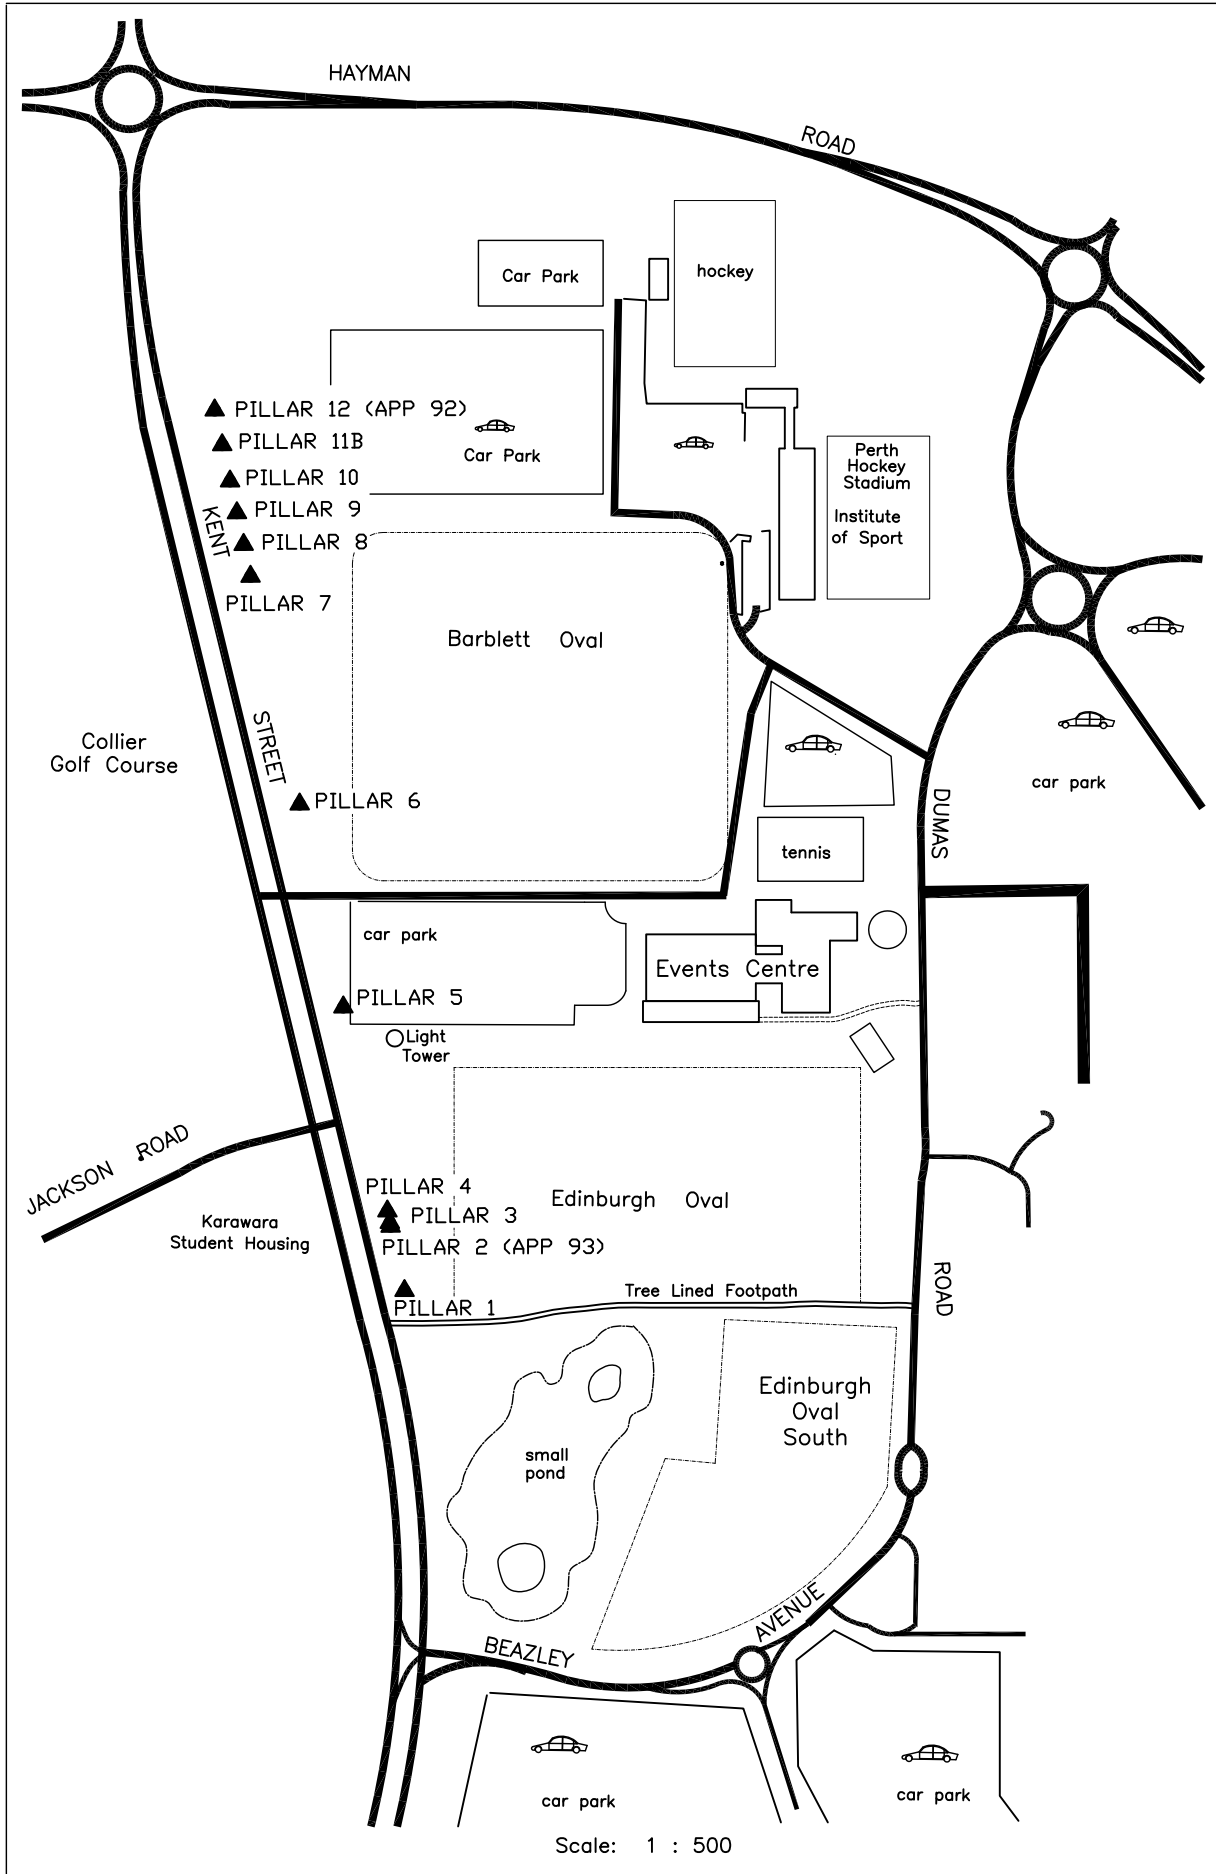 HAYMAN
ROAD
Car Park
hockey
PILLAR 12 (APP 92)
PILLAR 11B
Car Park
PILLAR 10
PILLAR 9
PILLAR 8
PILLAR 7
Perth
Hockey
Stadium
Institute
of Sport
KENT
STREET
Barblett Oval
Collier
Golf Course
PILLAR 6
car park
DUMAS
tennis
car park
Events Centre
PILLAR 5
Light
Tower
JACKSON ROAD
Karawara
Student Housing
PILLAR 4
PILLAR 3
PILLAR 2 (APP 93)
Edinburgh Oval
PILLAR 1
Tree Lined Footpath
ROAD
Edinburgh
Oval
South
small
pond
BEAZLEY
AVENUE
car park
car park
Scale: 1 : 500